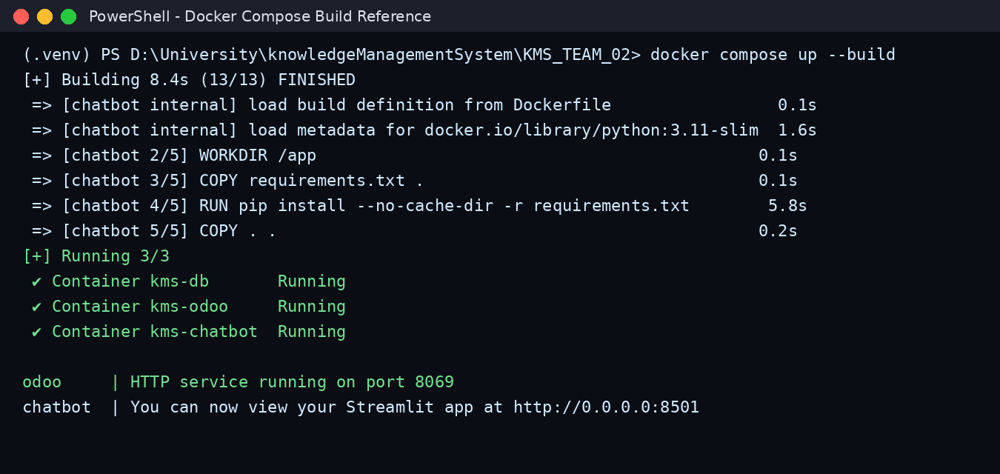 PowerShell - Docker Compose Build Reference
(.venv) PS D:\University\knowledgeManagementSystem\KMS_TEAM_02> docker compose up --build
[+] Building 8.4s (13/13) FINISHED
=> [chatbot internal] load build definition from Dockerfile 0.1s
=> [chatbot internal] load metadata for docker.io/library/python:3.11-slim 1.6s
=> [chatbot 2/5] WORKDIR /app 0.1s
=> [chatbot 3/5] COPY requirements.txt . 0.1s
=> [chatbot 4/5] RUN pip install --no-cache-dir -r requirements.txt 5.8s
=> [chatbot 5/5] COPY . . 0.2s
[+] Running 3/3
✔ Container kms-db Running
✔ Container kms-odoo Running
✔ Container kms-chatbot Running
odoo | HTTP service running on port 8069
chatbot | You can now view your Streamlit app at http://0.0.0.0:8501